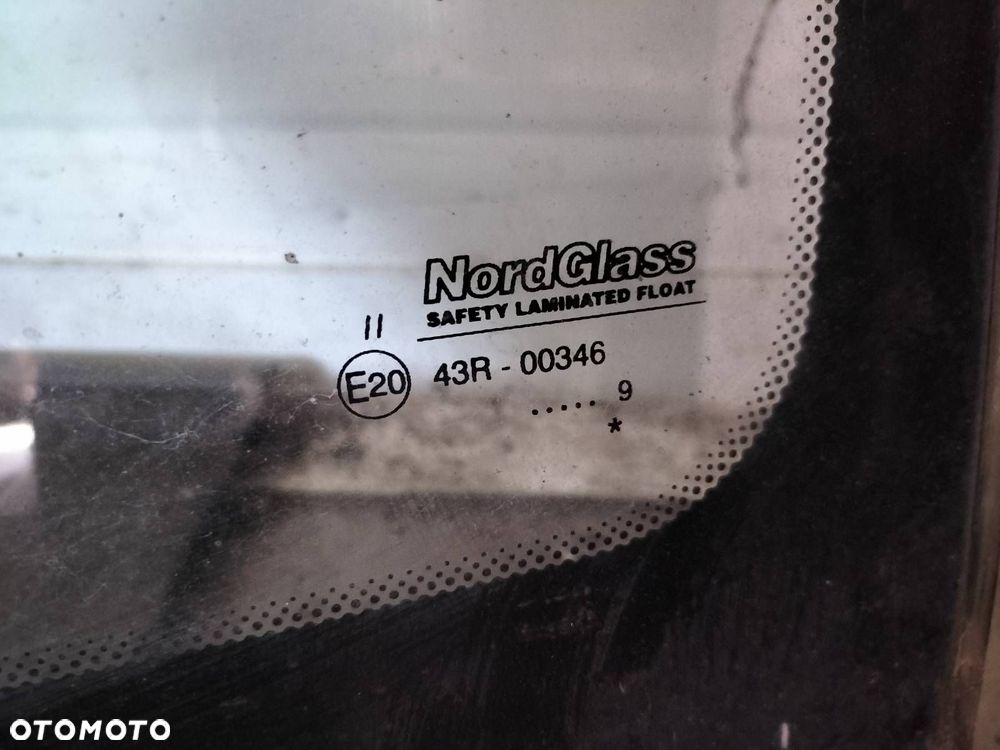 NordGlass
SAFETY LAMINATED FLOAT
II
E20 43R - 00346
..... 9
*
OTOMOTO